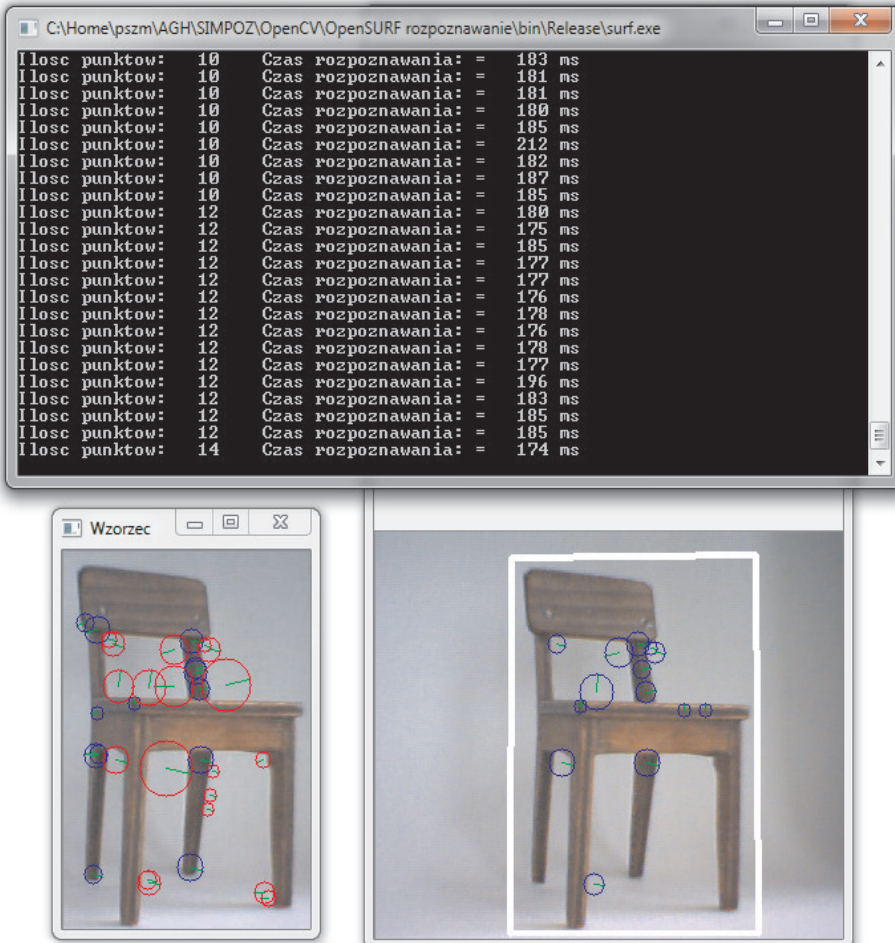 C:\Home\pszm\AGH\SIMPOZ\OpenCV\OpenSURF rozpoznawanie\bin\Release\surf.exe
Ilosc punktow: 10 Czas rozpoznawania: = 183 ms
Ilosc punktow: 10 Czas rozpoznawania: = 181 ms
Ilosc punktow: 10 Czas rozpoznawania: = 181 ms
Ilosc punktow: 10 Czas rozpoznawania: = 180 ms
Ilosc punktow: 10 Czas rozpoznawania: = 185 ms
Ilosc punktow: 10 Czas rozpoznawania: = 212 ms
Ilosc punktow: 10 Czas rozpoznawania: = 182 ms
Ilosc punktow: 10 Czas rozpoznawania: = 187 ms
Ilosc punktow: 10 Czas rozpoznawania: = 185 ms
Ilosc punktow: 12 Czas rozpoznawania: = 180 ms
Ilosc punktow: 12 Czas rozpoznawania: = 175 ms
Ilosc punktow: 12 Czas rozpoznawania: = 185 ms
Ilosc punktow: 12 Czas rozpoznawania: = 177 ms
Ilosc punktow: 12 Czas rozpoznawania: = 177 ms
Ilosc punktow: 12 Czas rozpoznawania: = 176 ms
Ilosc punktow: 12 Czas rozpoznawania: = 178 ms
Ilosc punktow: 12 Czas rozpoznawania: = 176 ms
Ilosc punktow: 12 Czas rozpoznawania: = 178 ms
Ilosc punktow: 12 Czas rozpoznawania: = 177 ms
Ilosc punktow: 12 Czas rozpoznawania: = 196 ms
Ilosc punktow: 12 Czas rozpoznawania: = 183 ms
Ilosc punktow: 12 Czas rozpoznawania: = 185 ms
Ilosc punktow: 12 Czas rozpoznawania: = 185 ms
Ilosc punktow: 14 Czas rozpoznawania: = 174 ms
Wzorzec